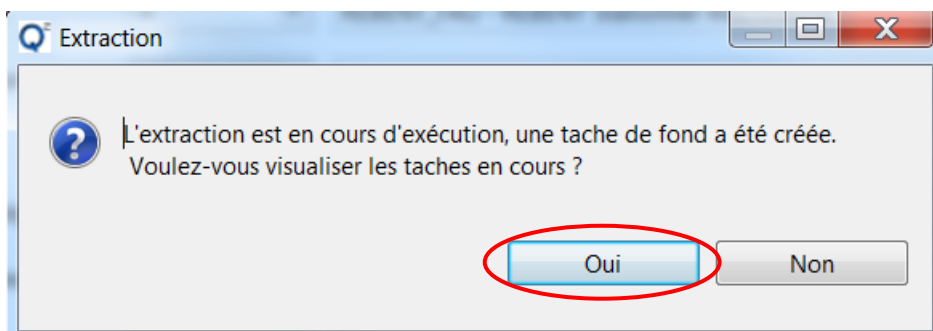 Extraction
L'extraction est en cours d'exécution, une tache de fond a été créée.
Voulez-vous visualiser les taches en cours ?
Oui
Non